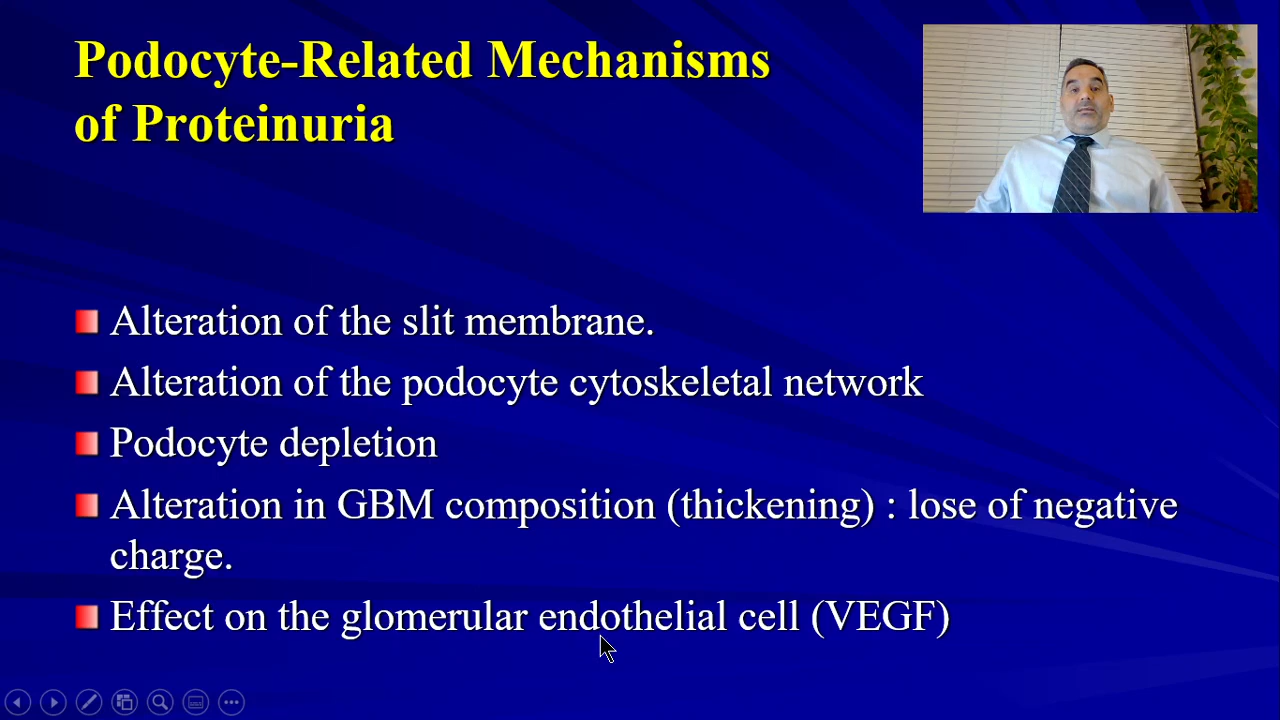 Podocyte-Related Mechanisms
of Proteinuria
Alteration of the slit membrane.
Alteration of the podocyte cytoskeletal network
Podocyte depletion
Alteration in GBM composition (thickening) : lose of negative
charge.
Effect on the glomerular endothelial cell (VEGF)